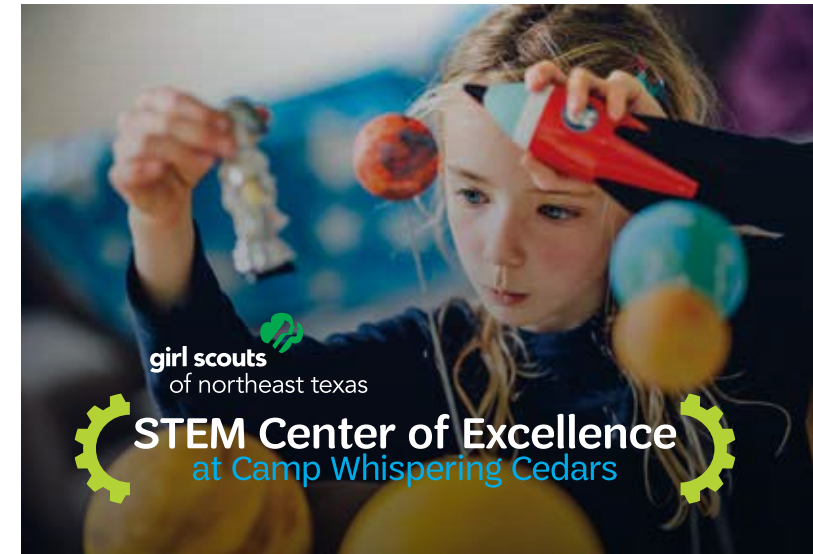 girl scouts
of northeast texas
STEM Center of Excellence
at Camp Whispering Cedars